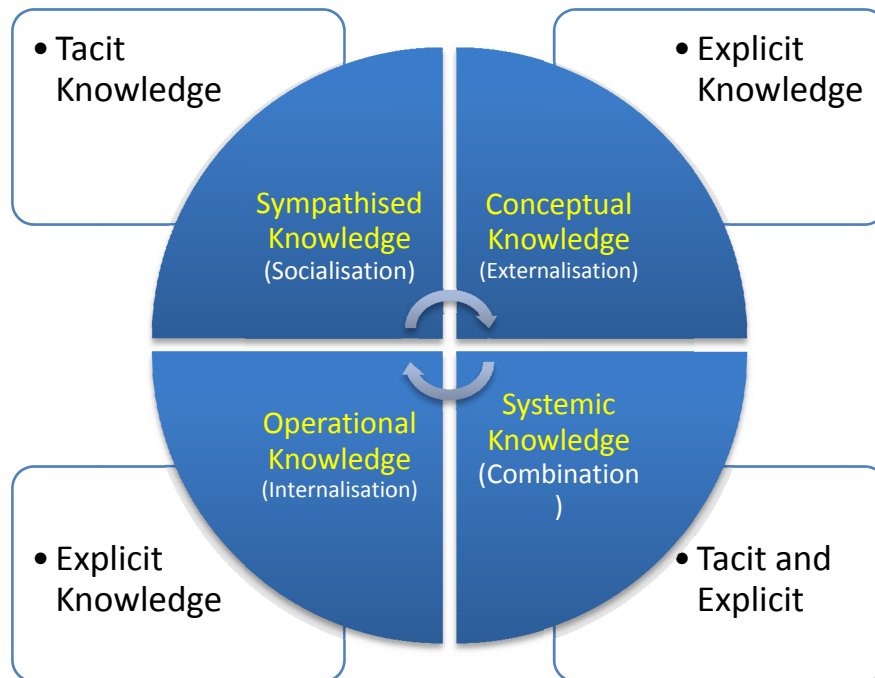 • Tacit
Knowledge
• Explicit
Knowledge
Sympathised
Knowledge
(Socialisation)
Conceptual
Knowledge
(Externalisation)
Operational
Knowledge
(Internalisation)
Systemic
Knowledge
(Combination
)
• Explicit
Knowledge
• Tacit and
Explicit